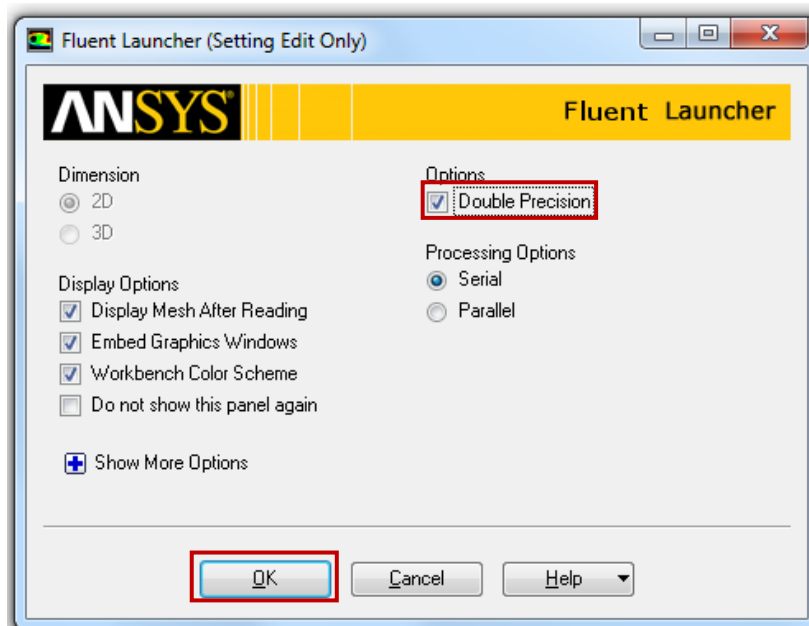 Fluent Launcher (Setting Edit Only)
ANSYS® Fluent Launcher
Dimension
2D
3D
Display Options
Display Mesh After Reading
Embed Graphics Windows
Workbench Color Scheme
Do not show this panel again
Show More Options
Options
Double Precision
Processing Options
Serial
Parallel
OK Cancel Help